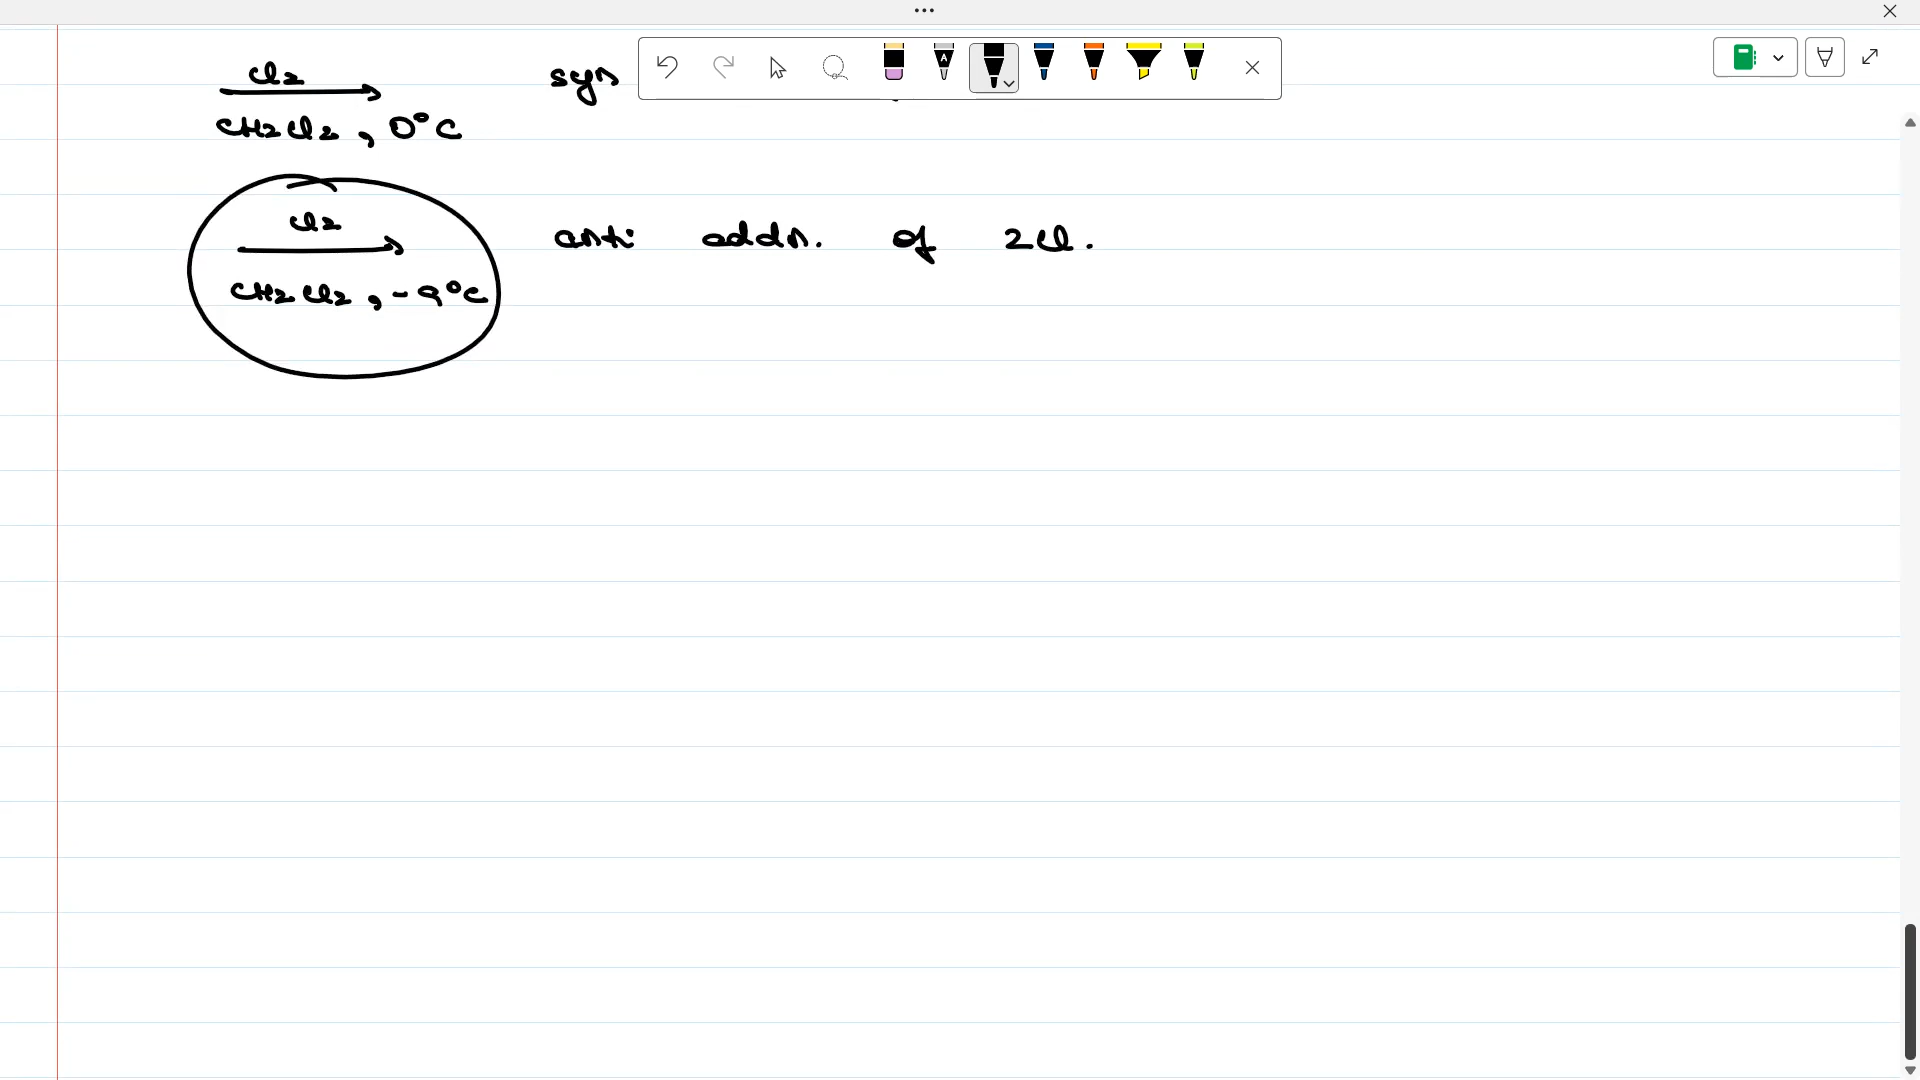 Cl2
syn
CH2Cl2 , 0°C
Cl2
anti addn. of 2Cl.
CH2Cl2 , -9°C